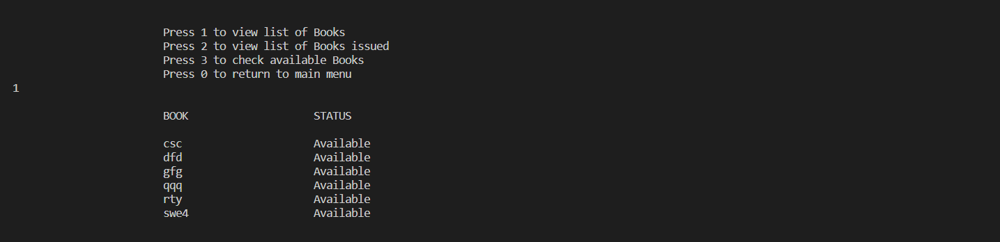 Press 1 to view list of Books
Press 2 to view list of Books issued
Press 3 to check available Books
Press 0 to return to main menu
1
BOOK STATUS
csc Available
dfd Available
gfg Available
qqq Available
rty Available
swe4 Available